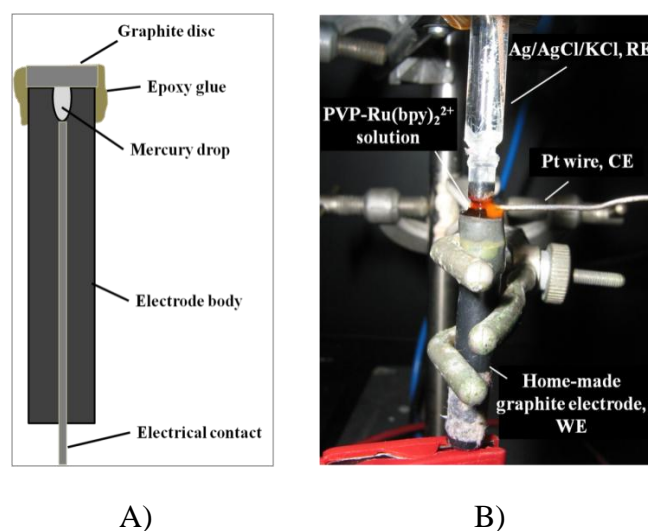 Graphite disc
Epoxy glue
Mercury drop
Electrode body
Electrical contact
A)
Ag/AgCl/KCl, RE
PVP-Ru(bpy)₂²⁺
solution
Pt wire, CE
Home-made
graphite electrode,
WE
B)